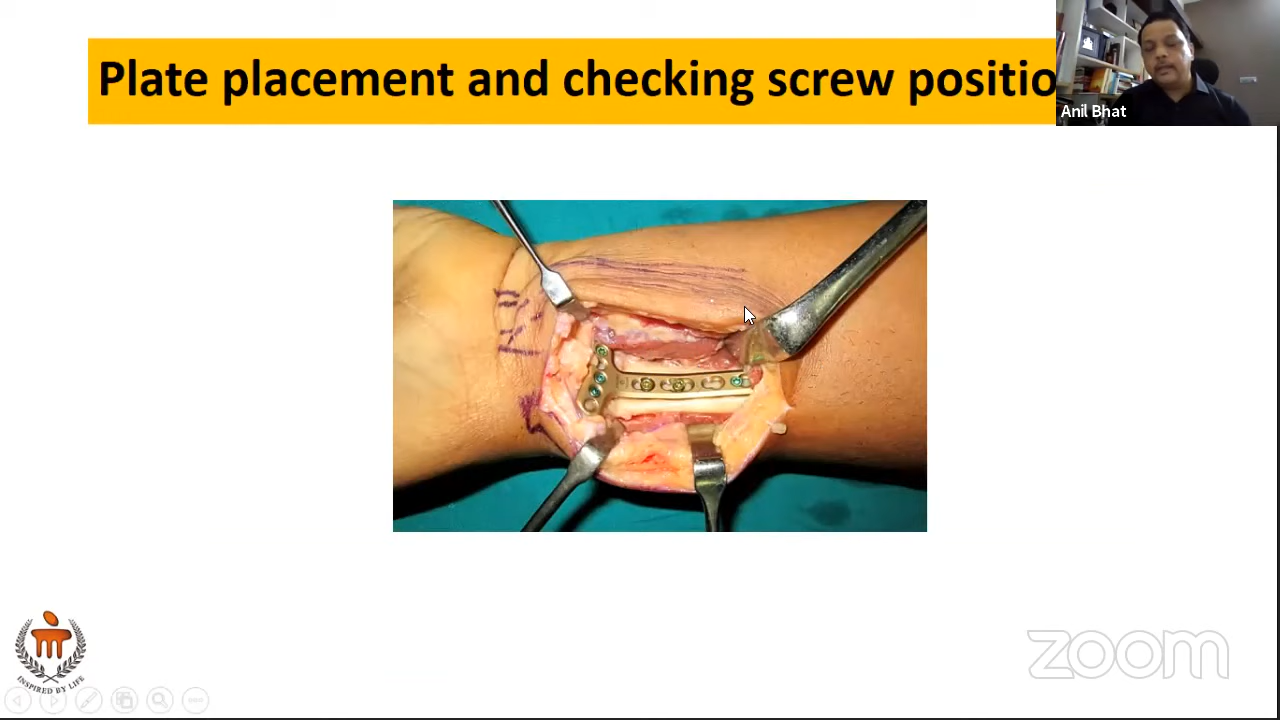 Plate placement and checking screw positio
Anil Bhat
INSPIRED BY LIFE
zoom